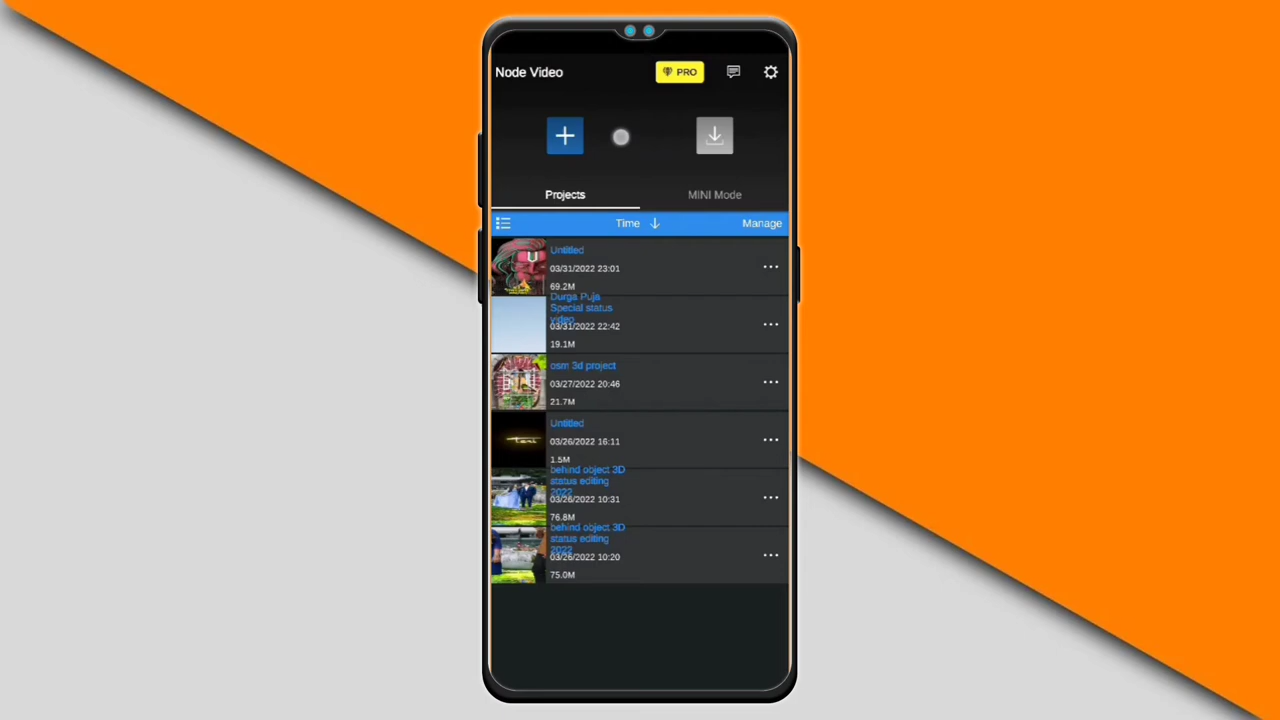 Node Video
PRO
Projects
MINI Mode
Time
Manage
Untitled
03/31/2022 23:01
69.2M
Durga Puja
Special status
video
03/31/2022 22:42
19.1M
osm 3d project
03/27/2022 20:46
21.7M
Untitled
03/26/2022 16:11
1.5M
behind object 3D
status editing
2022
03/26/2022 10:31
76.8M
behind object 3D
status editing
2022
03/26/2022 10:20
75.0M